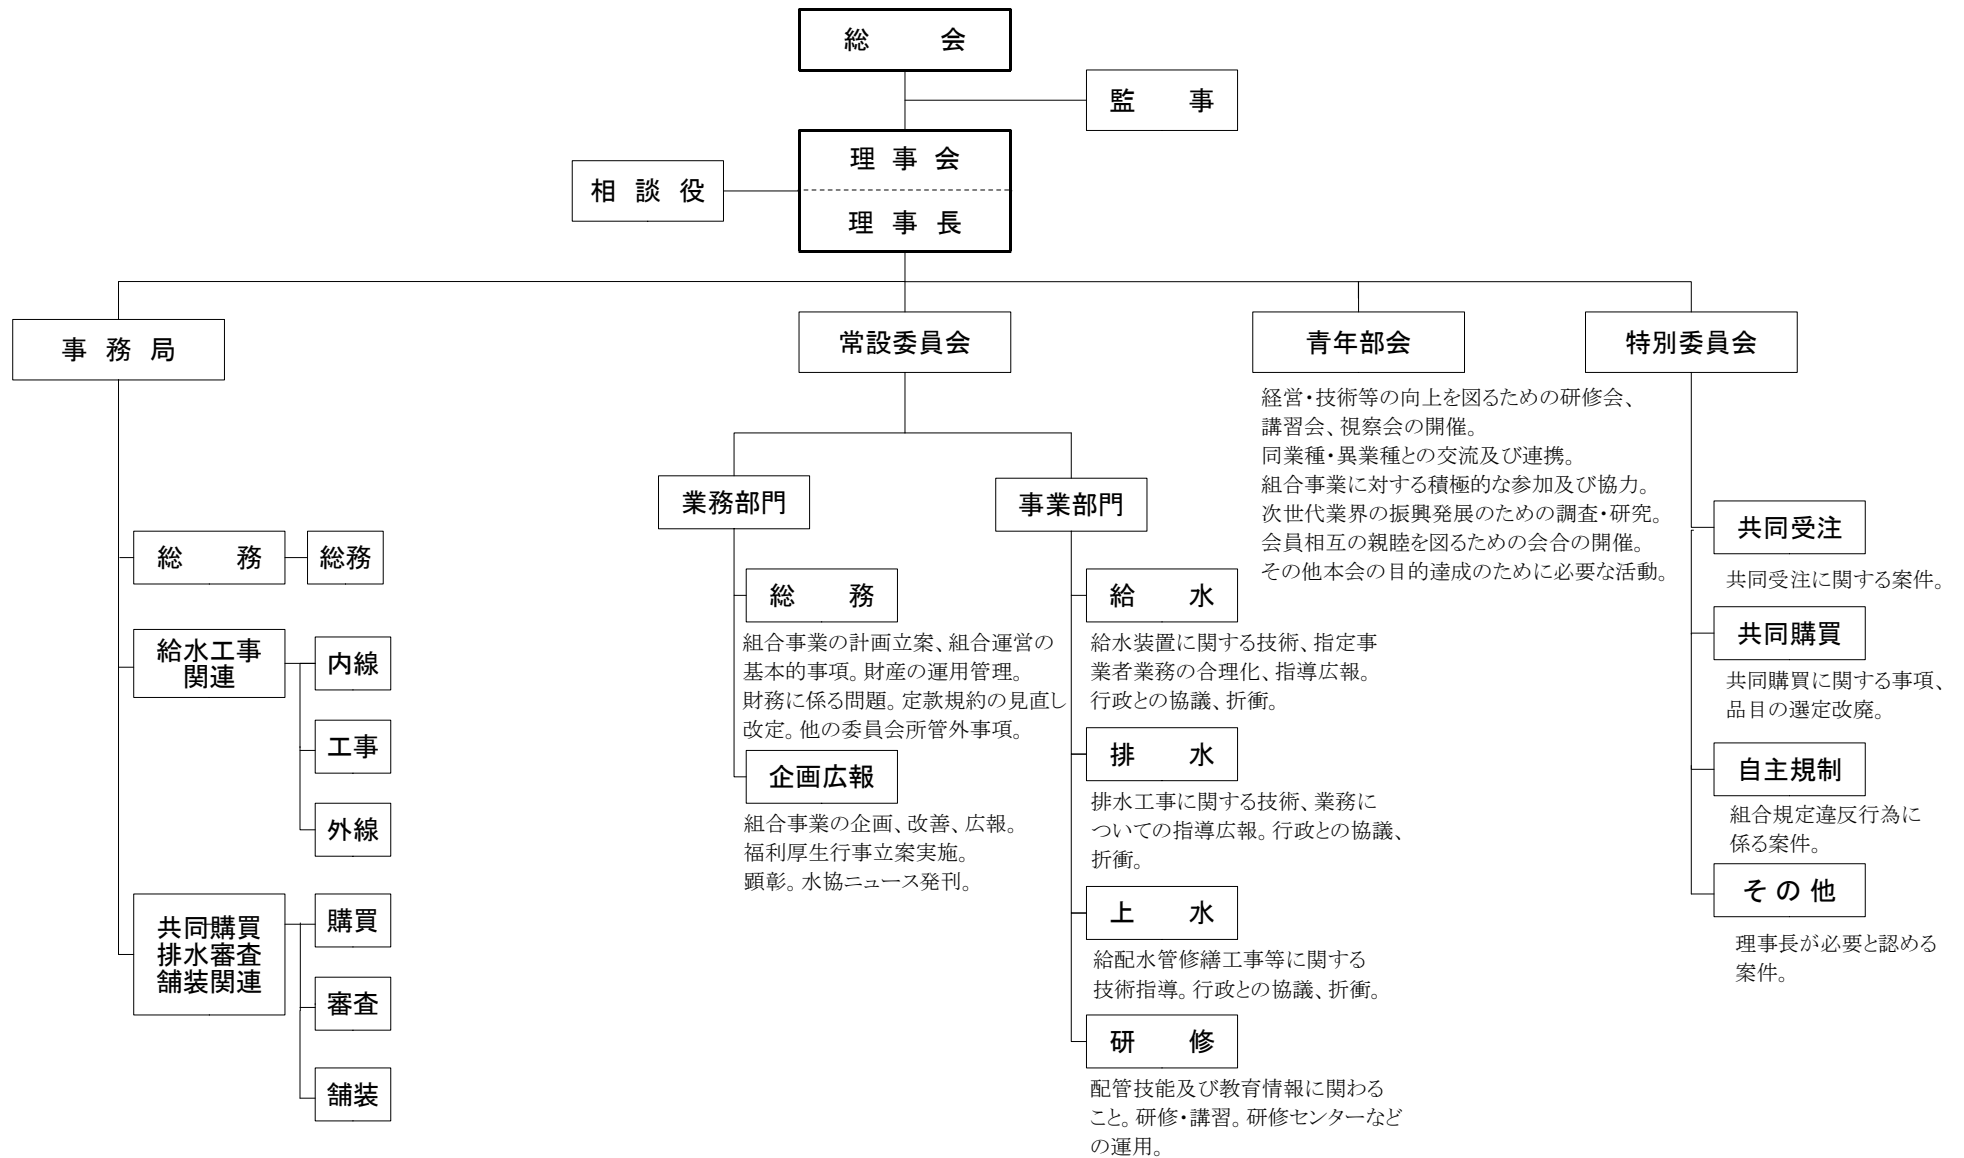 総　会
監　事
理 事 会
相 談 役
理 事 長
事 務 局
総　務
総務
給水工事
関連
内線
工事
外線
共同購買
排水審査
舗装関連
購買
審査
舗装
常設委員会
業務部門
総　務
組合事業の計画立案、組合運営の
基本的事項。財産の運用管理。
財務に係る問題。定款規約の見直し
改定。他の委員会所管外事項。
企画広報
組合事業の企画、改善、広報。
福利厚生行事立案実施。
顕彰。水協ニュース発刊。
事業部門
給　水
給水装置に関する技術、指定事
業者業務の合理化、指導広報。
行政との協議、折衝。
排　水
排水工事に関する技術、業務に
ついての指導広報。行政との協議、
折衝。
上　水
給配水管修繕工事等に関する
技術指導。行政との協議、折衝。
研　修
配管技能及び教育情報に関わる
こと。研修・講習。研修センターなど
の運用。
青年部会
経営・技術等の向上を図るための研修会、
講習会、視察会の開催。
同業種・異業種との交流及び連携。
組合事業に対する積極的な参加及び協力。
次世代業界の振興発展のための調査・研究。
会員相互の親睦を図るための会合の開催。
その他本会の目的達成のために必要な活動。
特別委員会
共同受注
共同受注に関する案件。
共同購買
共同購買に関する事項、
品目の選定改廃。
自主規制
組合規定違反行為に
係る案件。
そ の 他
理事長が必要と認める
案件。